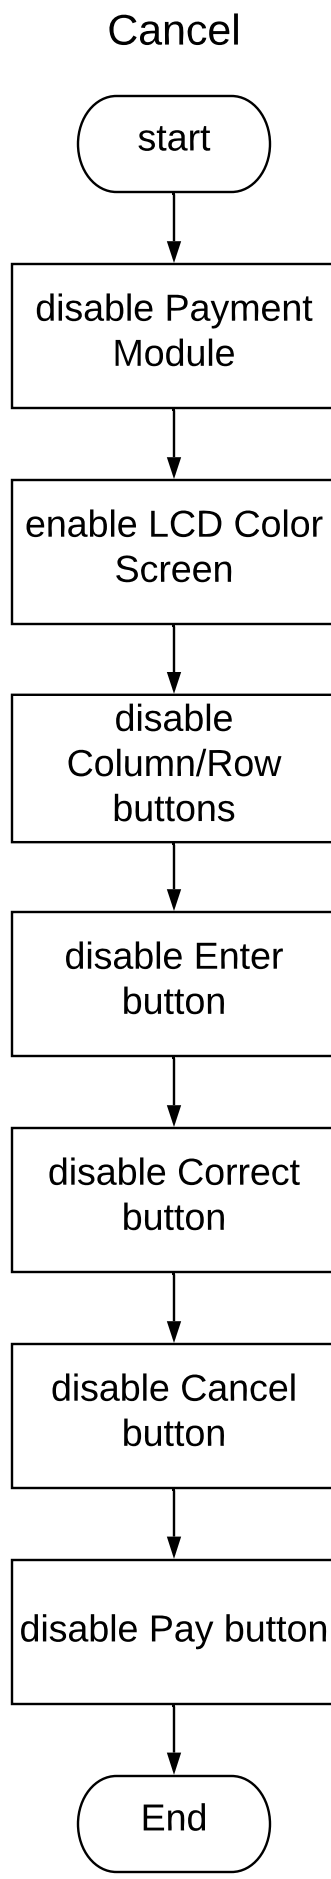 Cancel
start
disable Payment
Module
enable LCD Color
Screen
disable
Column/Row
buttons
disable Enter
button
disable Correct
button
disable Cancel
button
disable Pay button
End